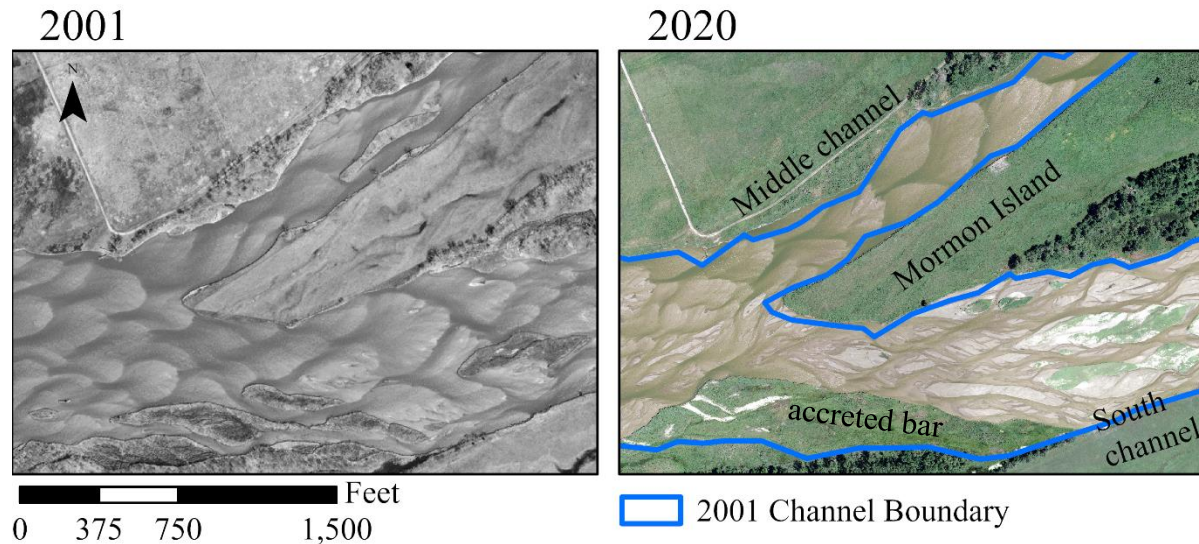 2001
N
Feet
0 375 750 1,500
2020
Middle channel
Mormon Island
accreted bar
South
channel
2001 Channel Boundary